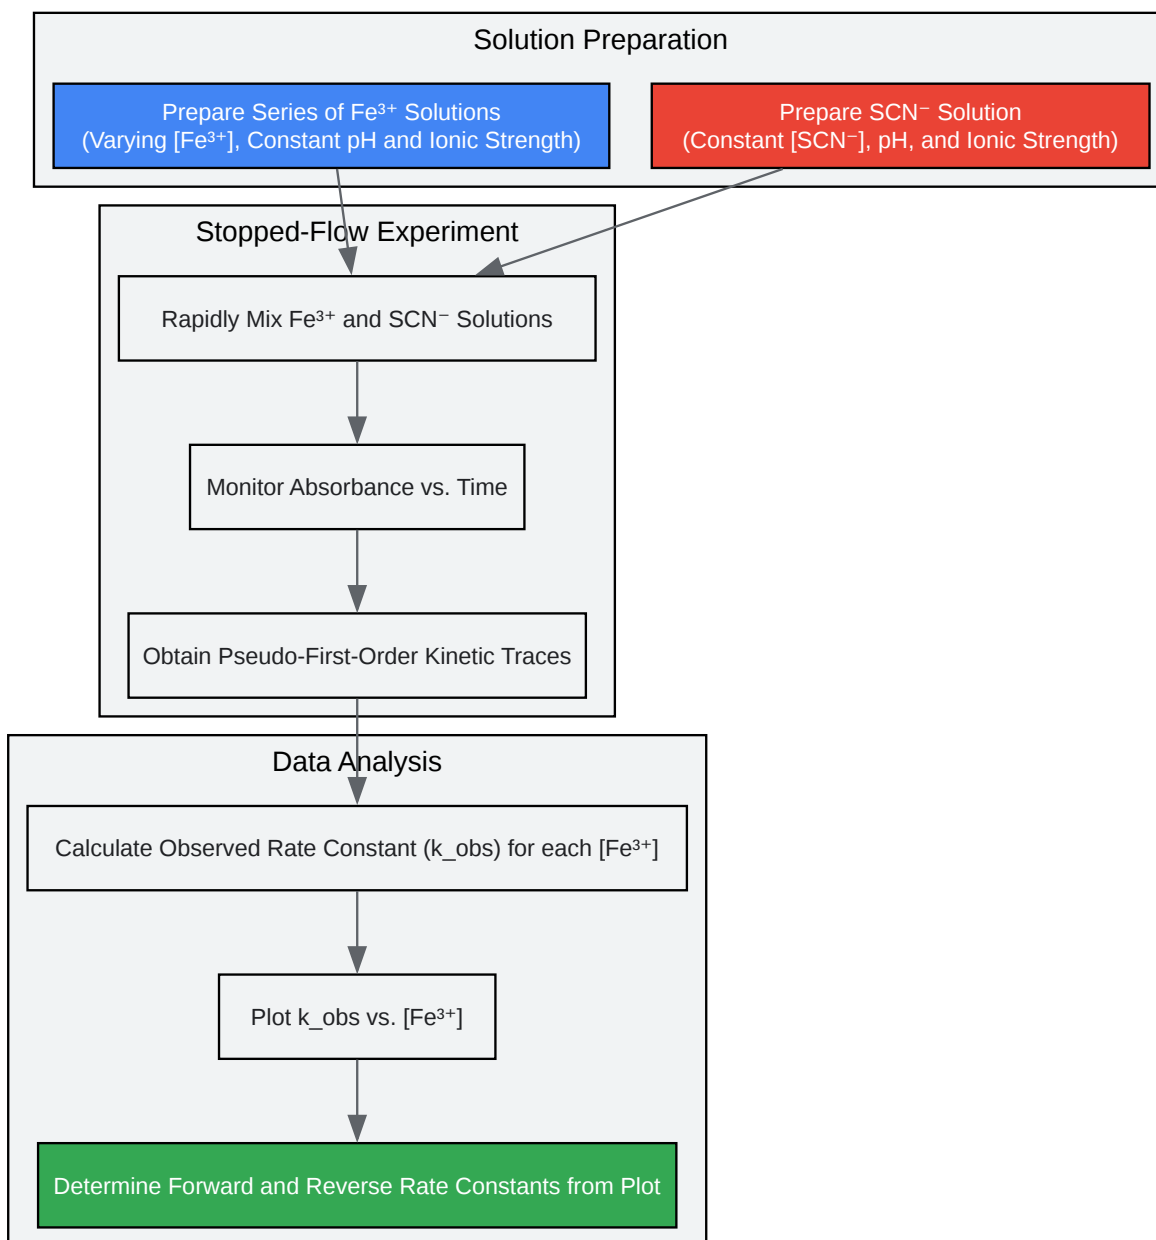 Solution Preparation
Prepare Series of Fe³⁺ Solutions
(Varying [Fe³⁺], Constant pH and Ionic Strength)
Prepare SCN⁻ Solution
(Constant [SCN⁻], pH, and Ionic Strength)
Stopped-Flow Experiment
Rapidly Mix Fe³⁺ and SCN⁻ Solutions
Monitor Absorbance vs. Time
Obtain Pseudo-First-Order Kinetic Traces
Data Analysis
Calculate Observed Rate Constant (k_obs) for each [Fe³⁺]
Plot k_obs vs. [Fe³⁺]
Determine Forward and Reverse Rate Constants from Plot